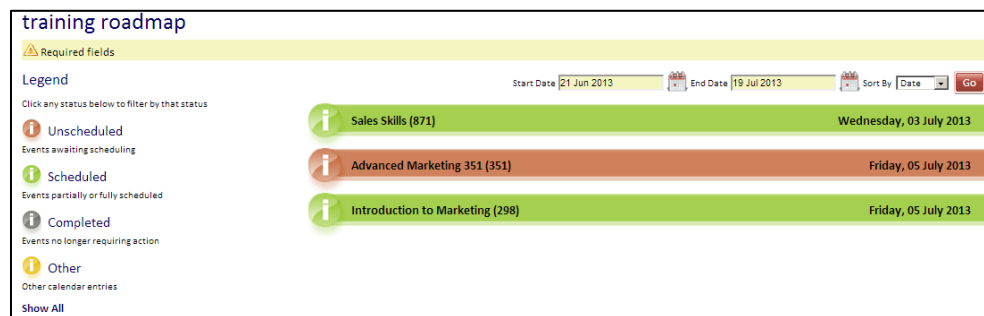 training roadmap
Required fields
Legend
Click any status below to filter by that status
Unscheduled
Events awaiting scheduling
Scheduled
Events partially or fully scheduled
Completed
Events no longer requiring action
Other
Other calendar entries
Show All
Start Date 21 Jun 2013 End Date 19 Jul 2013 Sort By Date Go
Sales Skills (871) Wednesday, 03 July 2013
Advanced Marketing 351 (351) Friday, 05 July 2013
Introduction to Marketing (298) Friday, 05 July 2013